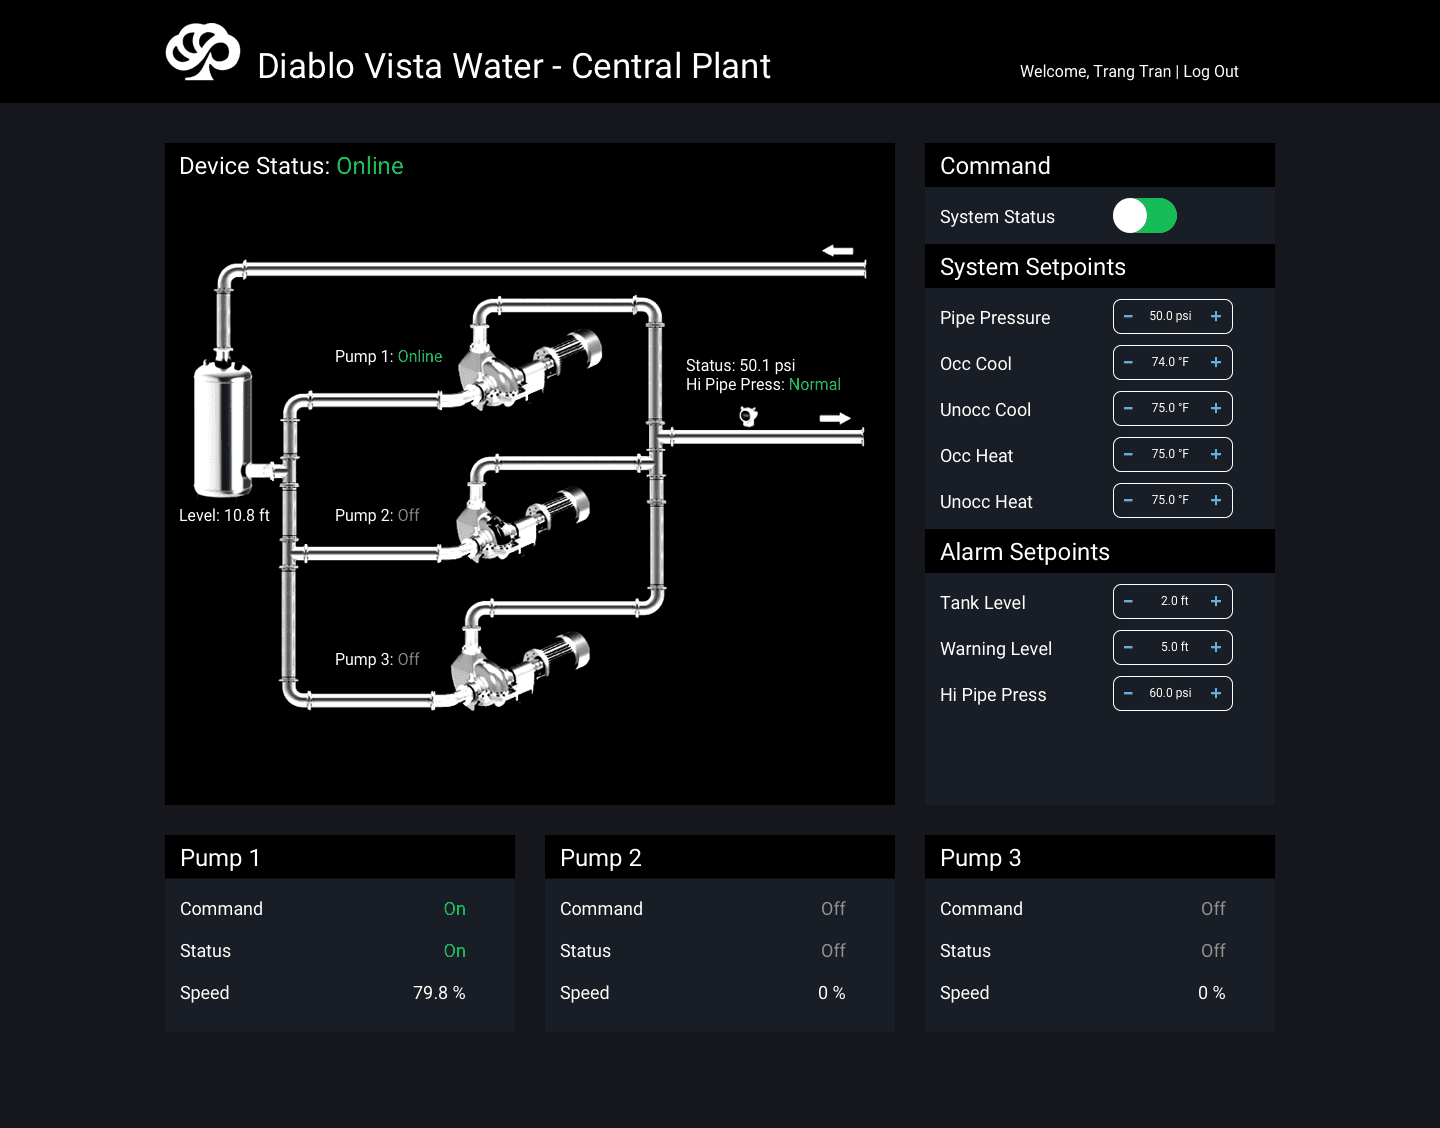 Diablo Vista Water - Central Plant
Welcome, Trang Tran | Log Out
Device Status: Online
Pump 1: Online
Status: 50.1 psi
Hi Pipe Press: Normal
Level: 10.8 ft
Pump 2: Off
Pump 3: Off
Command
System Status
System Setpoints
Pipe Pressure − 50.0 psi +
Occ Cool − 74.0 °F +
Unocc Cool − 75.0 °F +
Occ Heat − 75.0 °F +
Unocc Heat − 75.0 °F +
Alarm Setpoints
Tank Level − 2.0 ft +
Warning Level − 5.0 ft +
Hi Pipe Press − 60.0 psi +
Pump 1
Command On
Status On
Speed 79.8 %
Pump 2
Command Off
Status Off
Speed 0 %
Pump 3
Command Off
Status Off
Speed 0 %